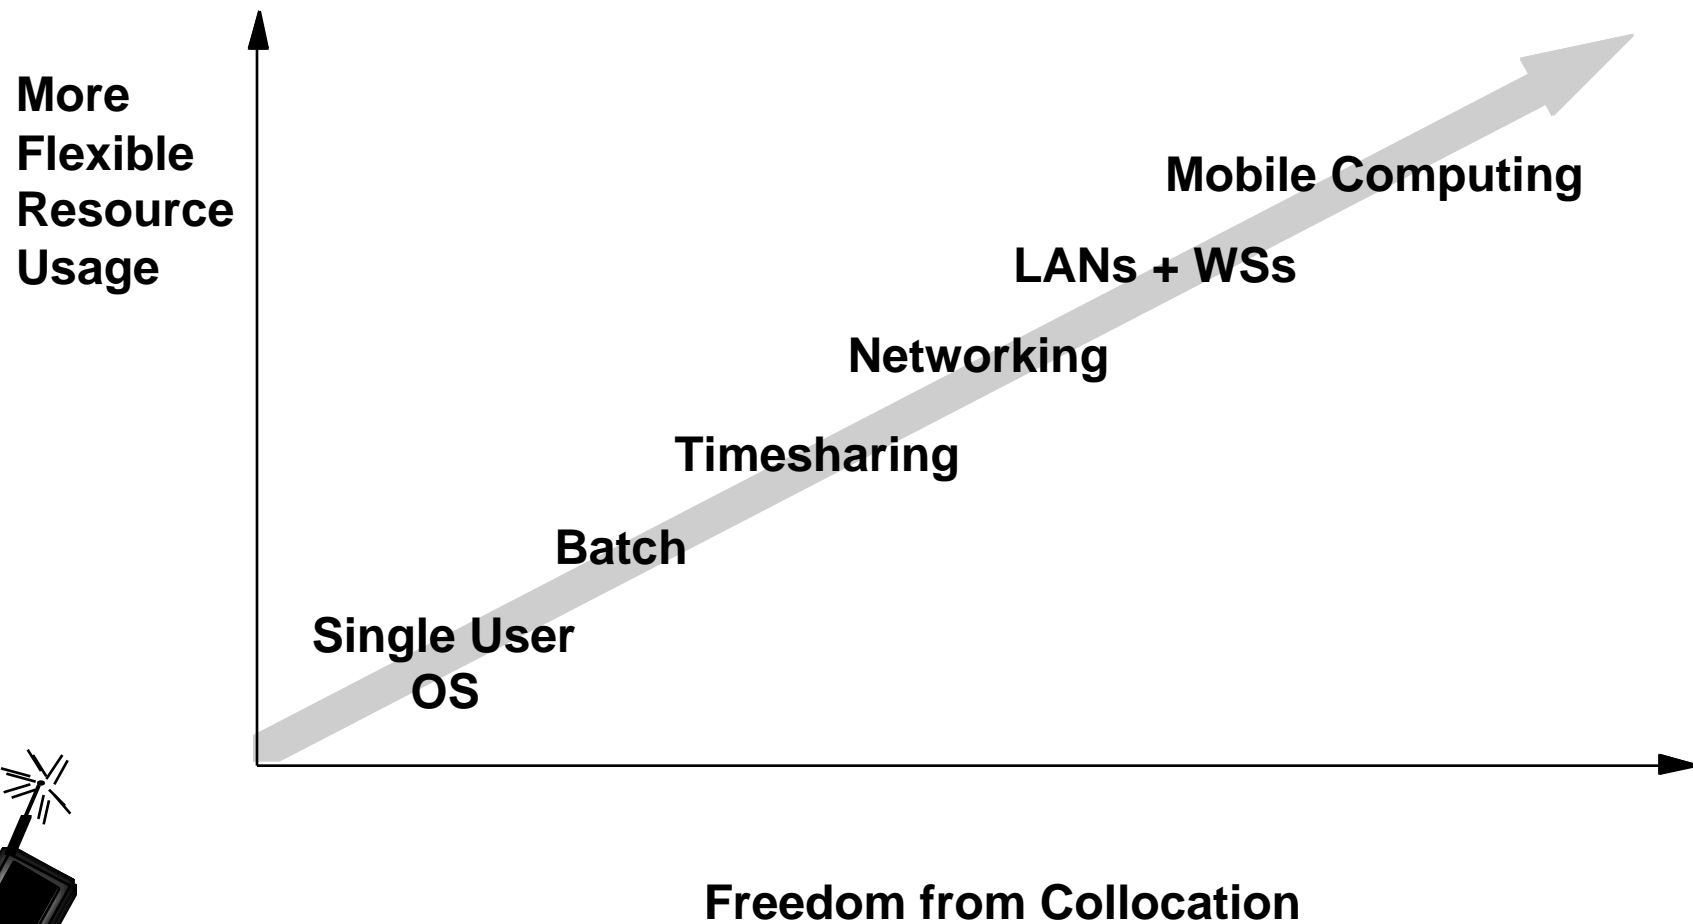 More
Flexible
Resource
Usage
Mobile Computing
LANs + WSs
Networking
Timesharing
Batch
Single User
OS
Freedom from Collocation